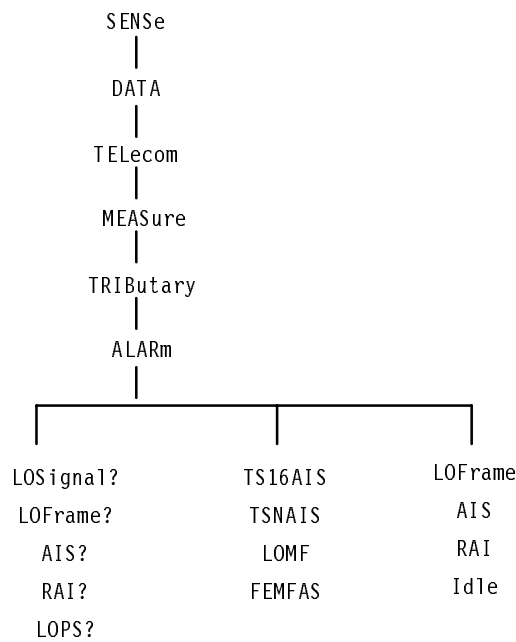 SENSe
DATA
TELecom
MEASure
TRIButary
ALARm
LOSignal?
LOFrame?
AIS?
RAI?
LOPS?
TS16AIS
TSNAIS
LOMF
FEMFAS
LOFrame
AIS
RAI
Idle